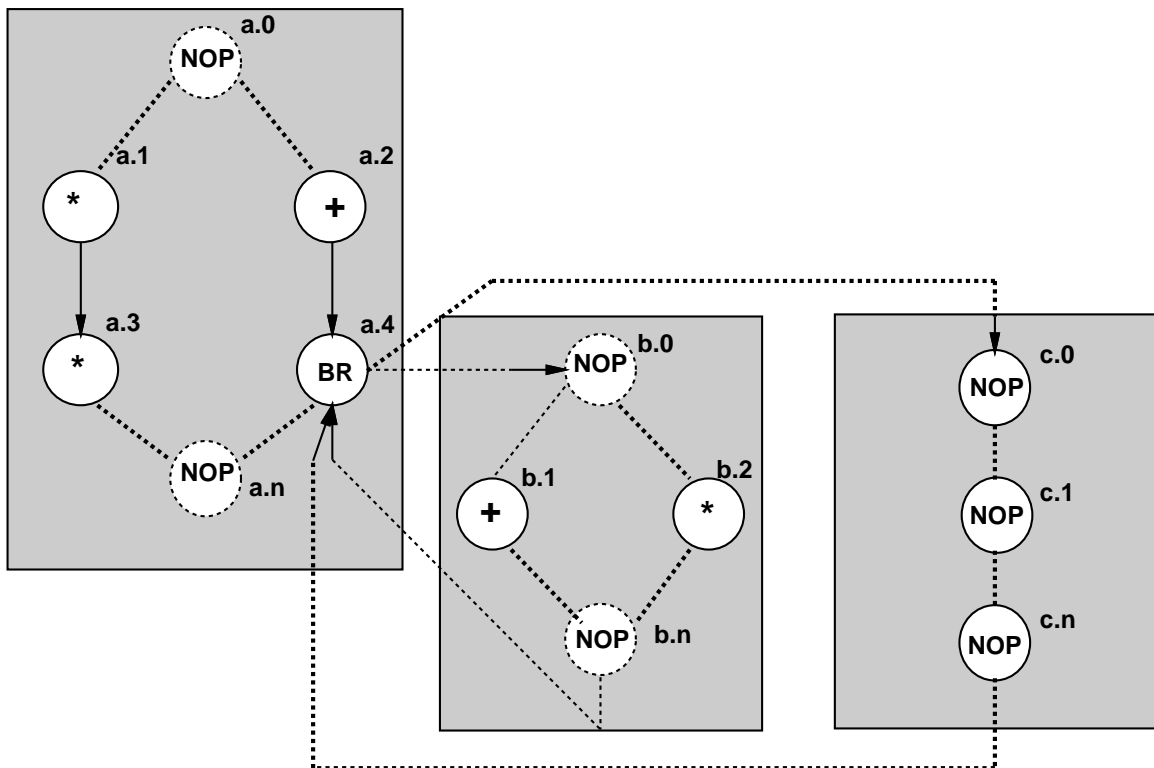 a.0
NOP
a.1
a.2
*
+
a.3
a.4
*
BR
NOP
a.n
b.0
NOP
b.1
b.2
+
*
NOP
b.n
c.0
NOP
c.1
NOP
c.n
NOP